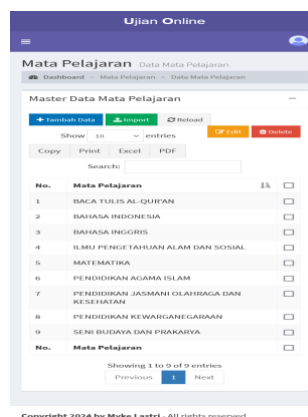 Ujian Online
Mata Pelajaran Data Mata Pelajaran
Dashboard > Mata Pelajaran > Data Mata Pelajaran
Master Data Mata Pelajaran
+ Tambah Data Import Reload
Show 10 entries Edit Delete
Copy Print Excel PDF
Search:
No. Mata Pelajaran
1 BACA TULIS AL-QUR'AN
2 BAHASA INDONESIA
3 BAHASA INGGRIS
4 ILMU PENGETAHUAN ALAM DAN SOSIAL
5 MATEMATIKA
6 PENDIDIKAN AGAMA ISLAM
7 PENDIDIKAN JASMANI OLAHRAGA DAN
KESEHATAN
8 PENDIDIKAN KEWARGANEGARAAN
9 SENI BUDAYA DAN PRAKARYA
No. Mata Pelajaran
Showing 1 to 9 of 9 entries
Previous 1 Next
Copyright 2024 by Myke Lastri - All rights reserved